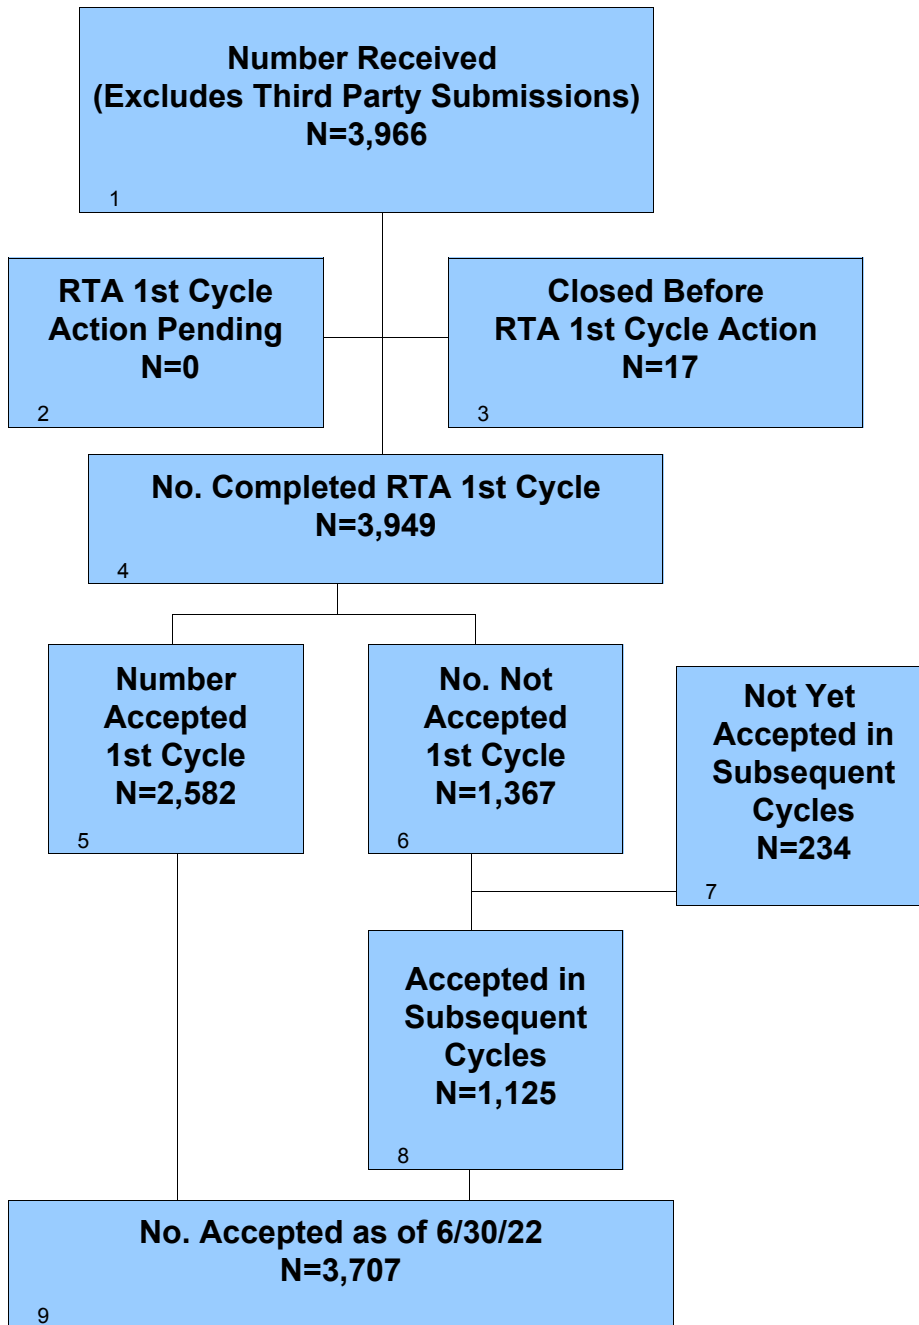 Number Received
(Excludes Third Party Submissions)
N=3,966
1
RTA 1st Cycle
Action Pending
N=0
2
Closed Before
RTA 1st Cycle Action
N=17
3
No. Completed RTA 1st Cycle
N=3,949
4
Number
Accepted
1st Cycle
N=2,582
5
No. Not
Accepted
1st Cycle
N=1,367
6
Not Yet
Accepted in
Subsequent
Cycles
N=234
7
Accepted in
Subsequent
Cycles
N=1,125
8
No. Accepted as of 6/30/22
N=3,707
9